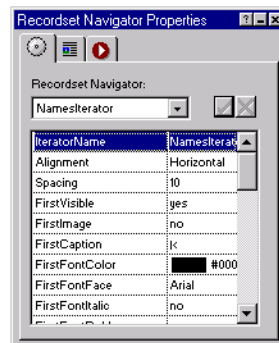 Recordset Navigator Properties
Recordset Navigator:
NamesIterator
IteratorName NamesIterat
Alignment Horizontal
Spacing 10
FirstVisible yes
FirstImage no
FirstCaption |<
FirstFontColor #000
FirstFontFace Arial
FirstFontItalic no